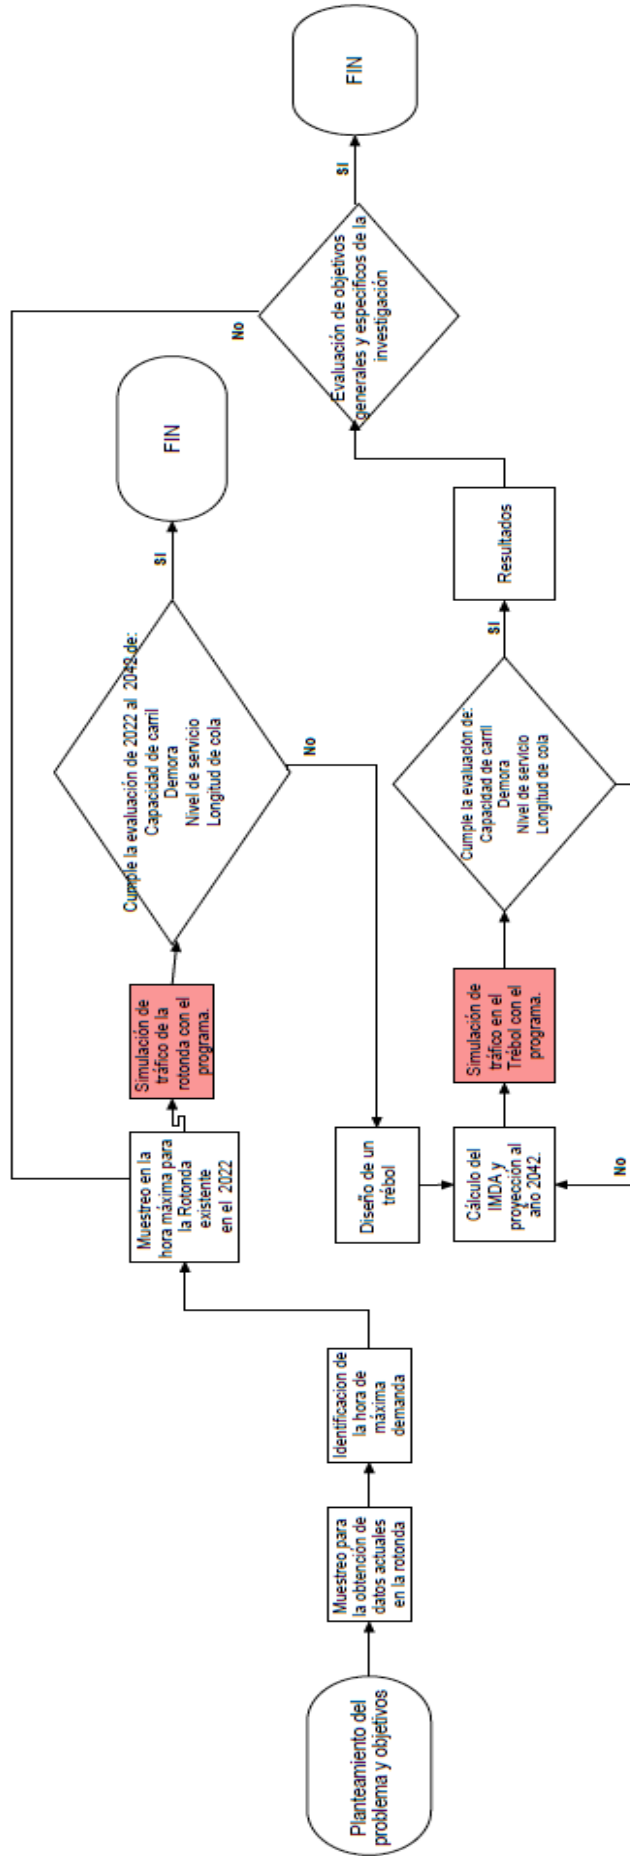 Planteamiento del
problema y objetivos
Muestreo para
la obtención de
datos actuales
en la rotonda
Identificacion de
la hora de
máxima
demanda
Muestreo en la
hora máxima para
la Rotonda
existente
en el 2022
Simulación de
tráfico de la
rotonda con el
programa.
Cumple la evaluación de 2022 al 2042 de:
Capacidad de carril
Demora
Nivel de servicio
Longitud de cola
SI
FIN
No
Diseño de un
trébol
Cálculo del
IMDA y
proyección al
año 2042.
Simulación de
tráfico en el
Trébol con el
programa.
Cumple la evaluación de:
Capacidad de carril
Demora
Nivel de servicio
Longitud de cola
No
SI
Resultados
Evaluación de objetivos
generales y especificos de la
investigación
No
SI
FIN